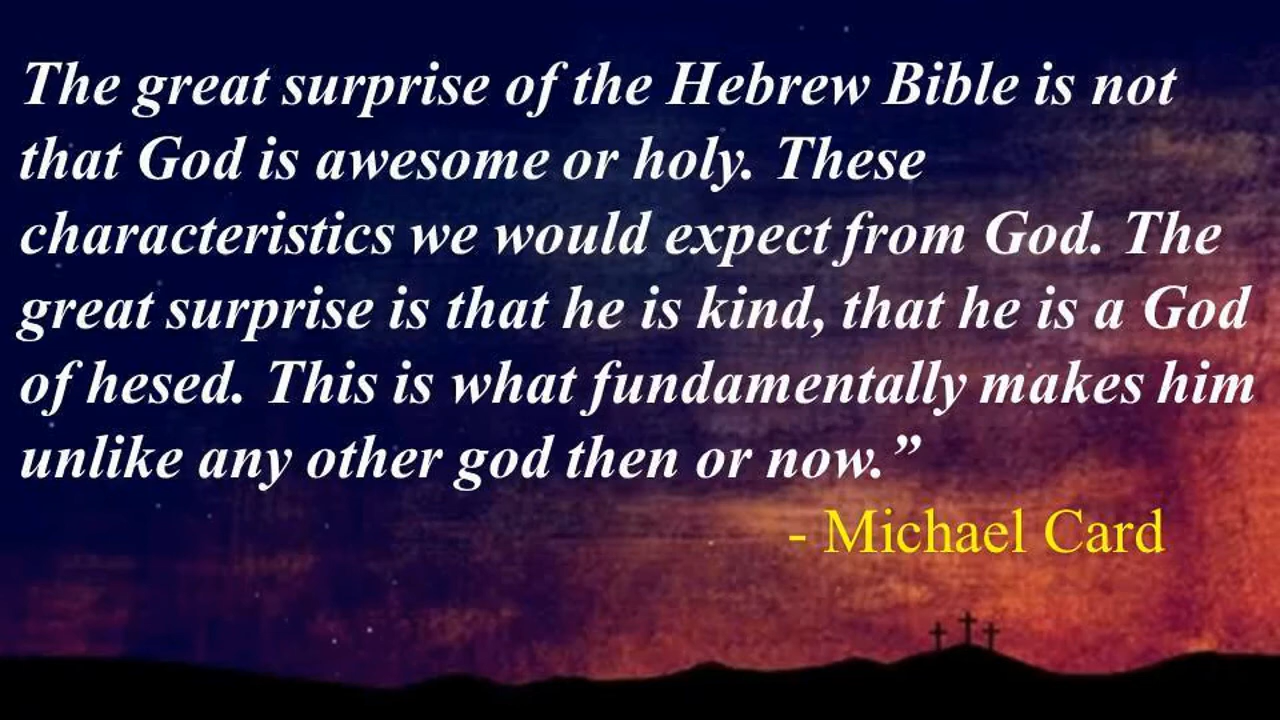 The great surprise of the Hebrew Bible is not
that God is awesome or holy. These
characteristics we would expect from God. The
great surprise is that he is kind, that he is a God
of hesed. This is what fundamentally makes him
unlike any other god then or now.”
- Michael Card